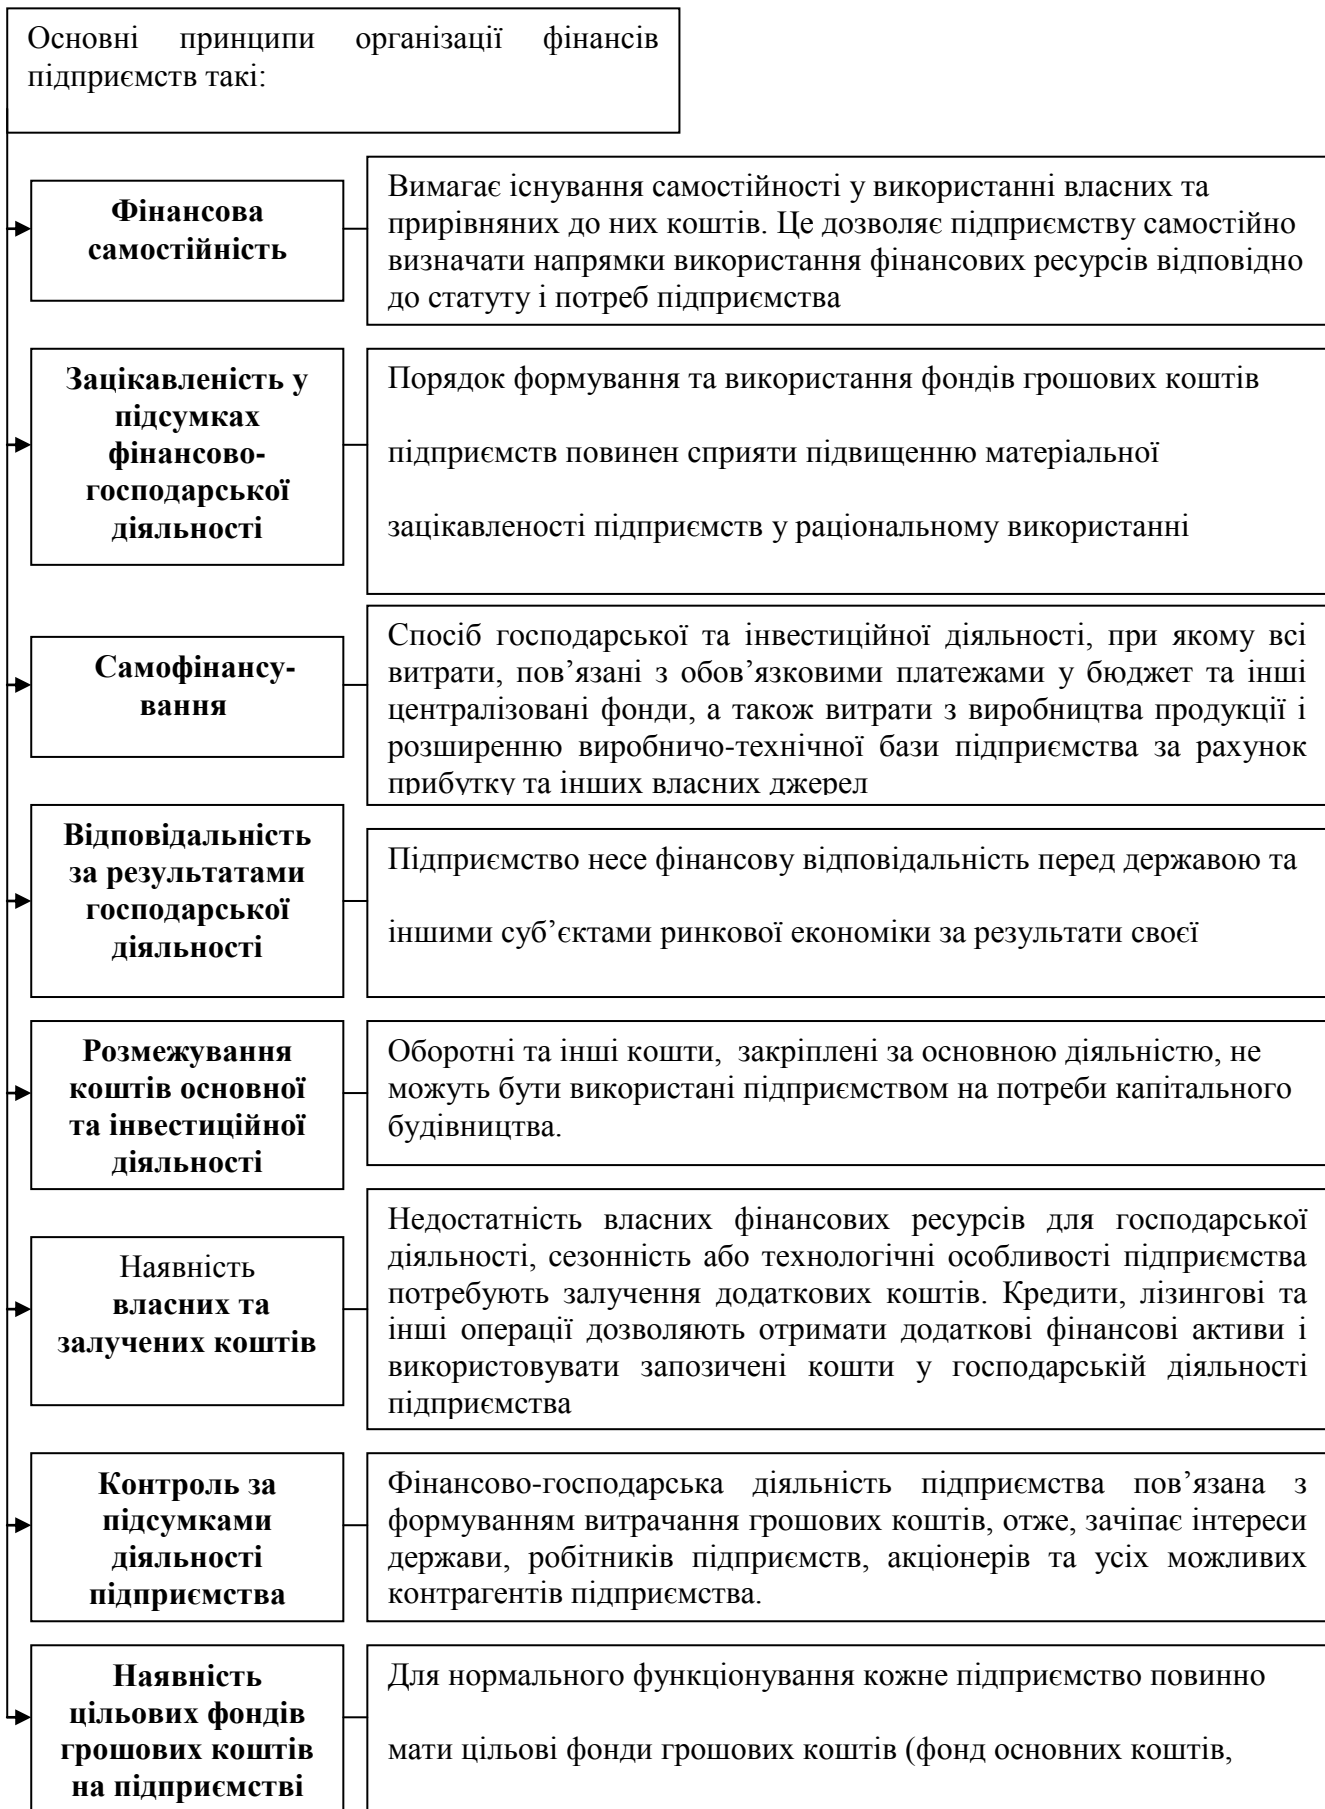 Основні принципи організації фінансів
підприємств такі:
Фінансова
самостійність
Вимагає існування самостійності у використанні власних та
прирівняних до них коштів. Це дозволяє підприємству самостійно
визначати напрямки використання фінансових ресурсів відповідно
до статуту і потреб підприємства
Зацікавленість у
підсумках
фінансово-
господарської
діяльності
Порядок формування та використання фондів грошових коштів
підприємств повинен сприяти підвищенню матеріальної
зацікавленості підприємств у раціональному використанні
Самофінансу-
вання
Спосіб господарської та інвестиційної діяльності, при якому всі
витрати, пов’язані з обов’язковими платежами у бюджет та інші
централізовані фонди, а також витрати з виробництва продукції і
розширенню виробничо-технічної бази підприємства за рахунок
прибутку та інших власних джерел
Відповідальність
за результатами
господарської
діяльності
Підприємство несе фінансову відповідальність перед державою та
іншими суб’єктами ринкової економіки за результати своєї
Розмежування
коштів основної
та інвестиційної
діяльності
Оборотні та інші кошти, закріплені за основною діяльністю, не
можуть бути використані підприємством на потреби капітального
будівництва.
Наявність
власних та
залучених коштів
Недостатність власних фінансових ресурсів для господарської
діяльності, сезонність або технологічні особливості підприємства
потребують залучення додаткових коштів. Кредити, лізингові та
інші операції дозволяють отримати додаткові фінансові активи і
використовувати запозичені кошти у господарській діяльності
підприємства
Контроль за
підсумками
діяльності
підприємства
Фінансово-господарська діяльність підприємства пов’язана з
формуванням витрачання грошових коштів, отже, зачіпає інтереси
держави, робітників підприємств, акціонерів та усіх можливих
контрагентів підприємства.
Наявність
цільових фондів
грошових коштів
на підприємстві
Для нормального функціонування кожне підприємство повинно
мати цільові фонди грошових коштів (фонд основних коштів,